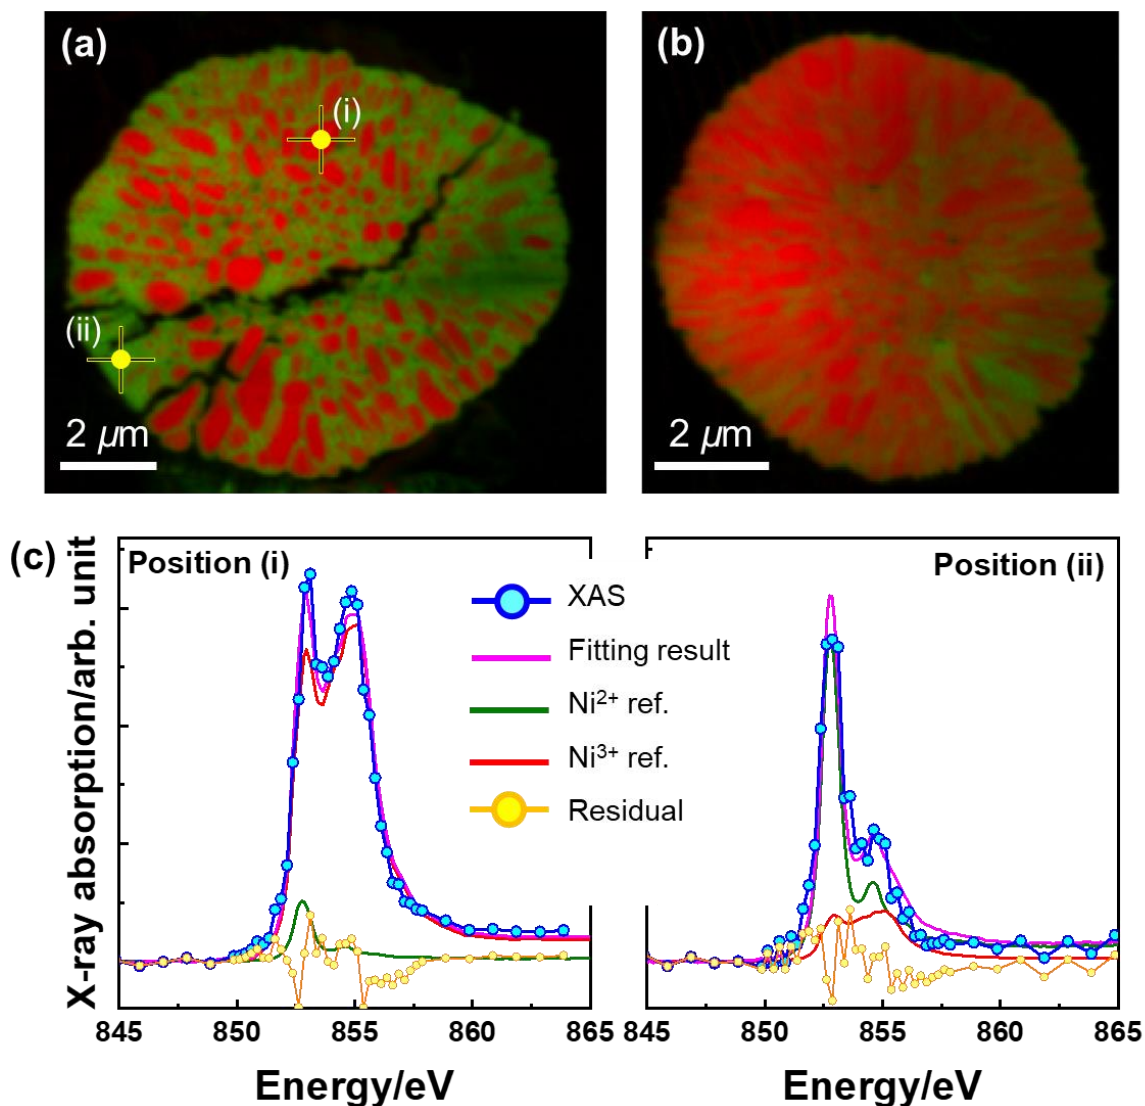 (a)
(i)
(ii)
2 µm
(b)
2 µm
(c)
X-ray absorption/arb. unit
Position (i)
XAS
Fitting result
Ni²⁺ ref.
Ni³⁺ ref.
Residual
Position (ii)
845 850 855 860 865
Energy/eV
845 850 855 860 865
Energy/eV